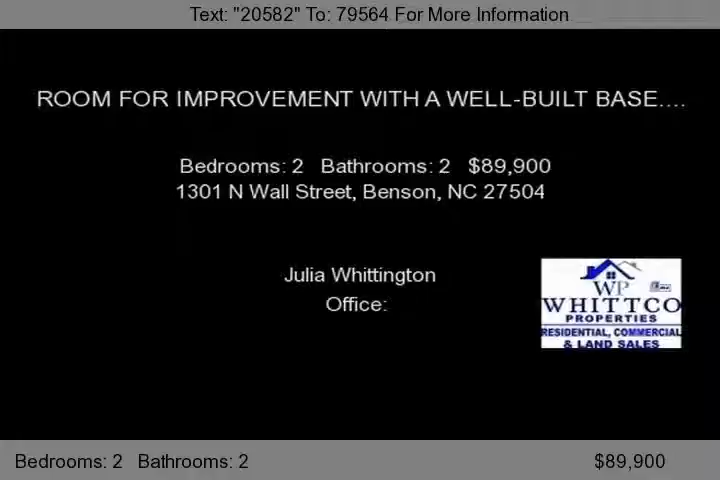 Text: "20582" To: 79564 For More Information
ROOM FOR IMPROVEMENT WITH A WELL-BUILT BASE....
Bedrooms: 2 Bathrooms: 2 $89,900
1301 N Wall Street, Benson, NC 27504
Julia Whittington
Office:
WP
WHITTCO
PROPERTIES
RESIDENTIAL, COMMERCIAL
& LAND SALES
Bedrooms: 2 Bathrooms: 2 $89,900